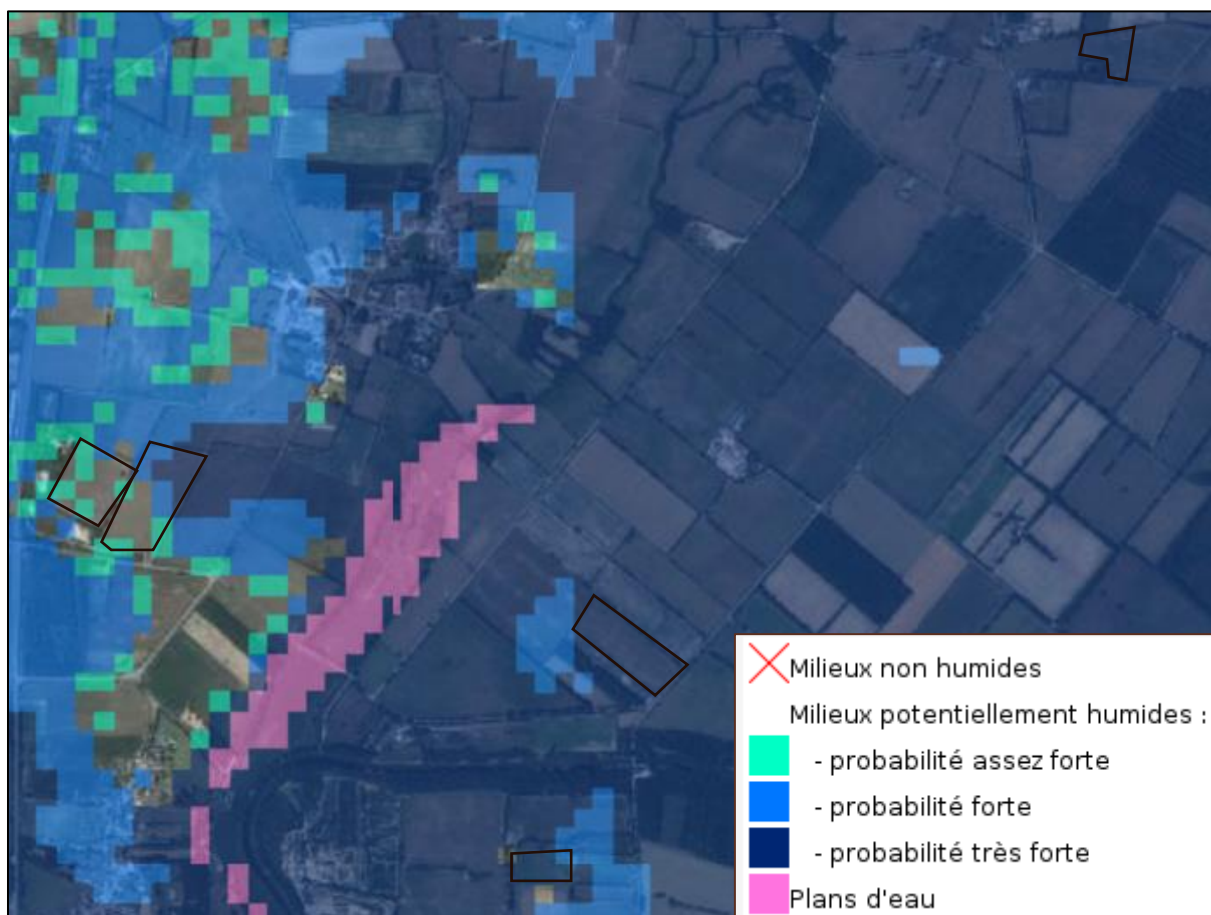 Milieux non humides
Milieux potentiellement humides :
- probabilité assez forte
- probabilité forte
- probabilité très forte
Plans d'eau